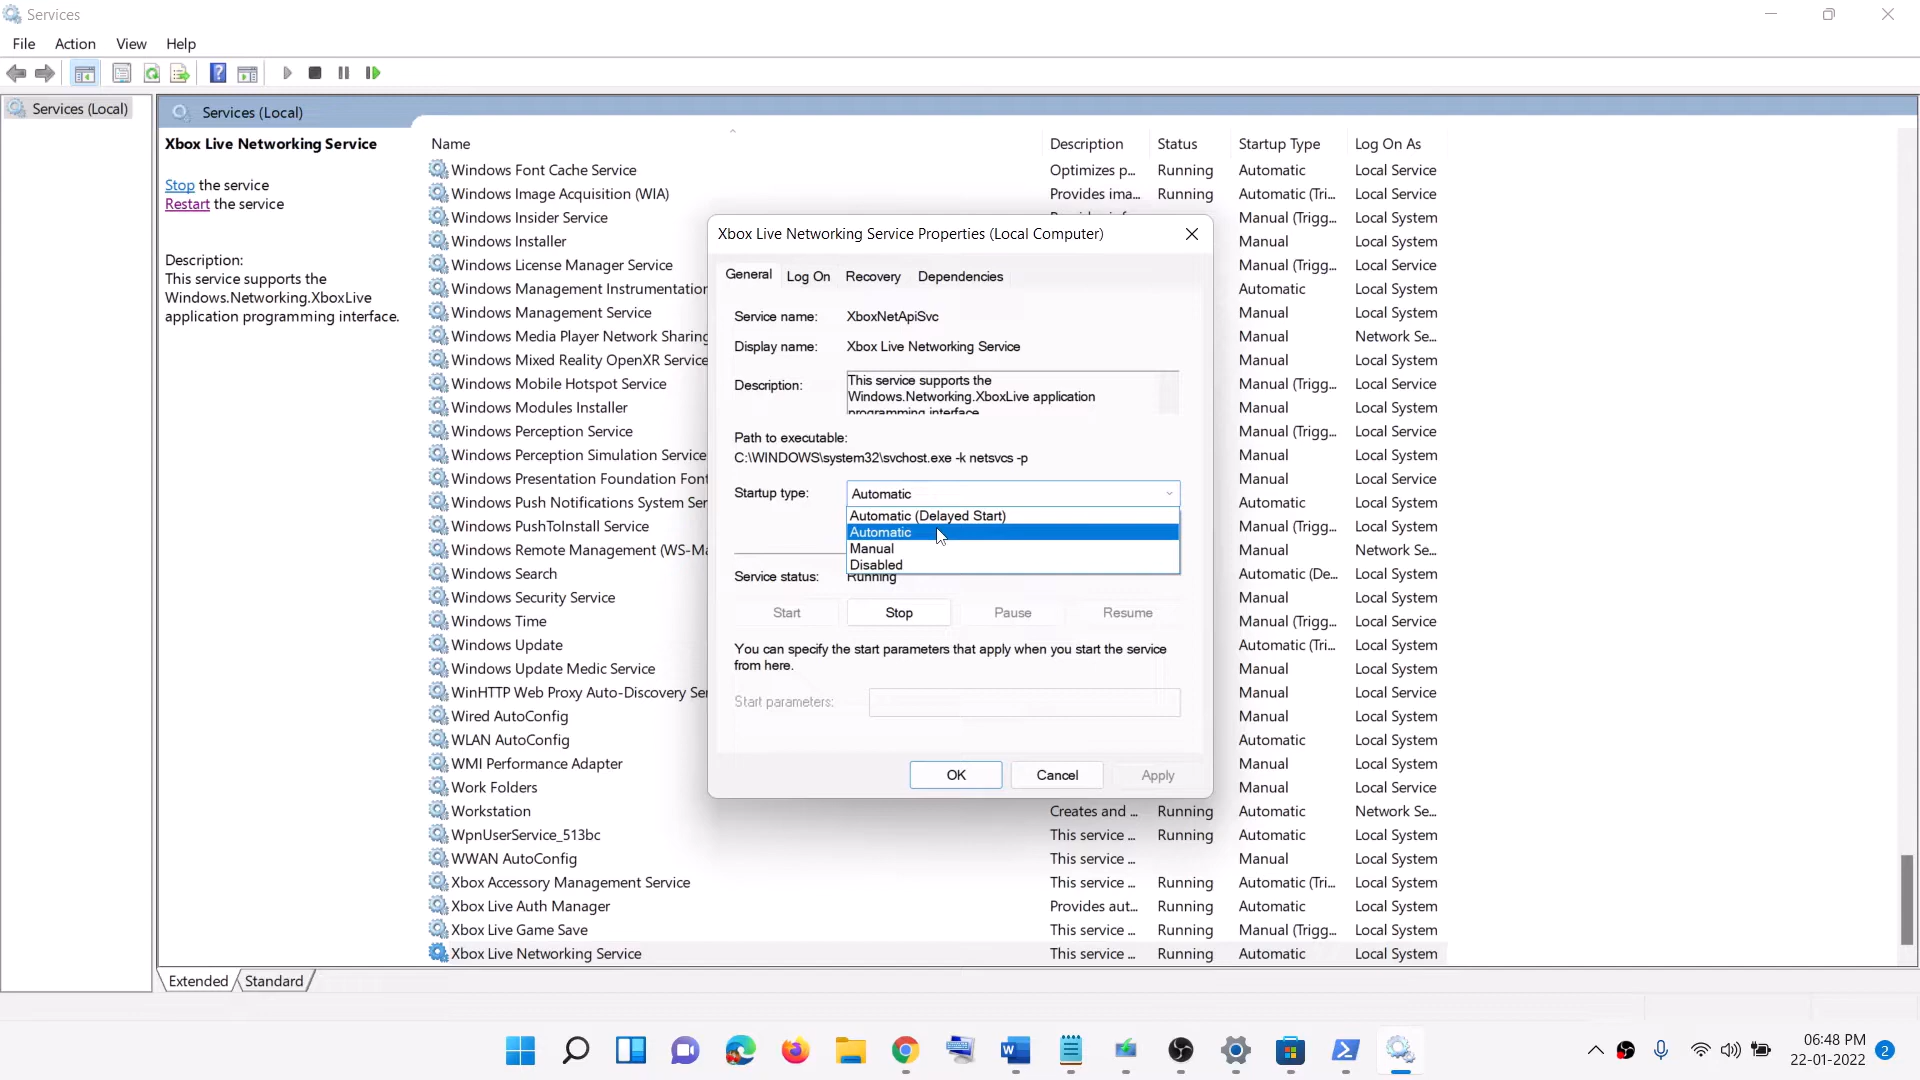 Services
File Action View Help
Services (Local)
Services (Local)
Xbox Live Networking Service
Stop the service
Restart the service
Description:
This service supports the
Windows.Networking.XboxLive
application programming interface.
Name Description Status Startup Type Log On As
Windows Font Cache Service Optimizes p... Running Automatic Local Service
Windows Image Acquisition (WIA) Provides ima... Running Automatic (Tri... Local Service
Windows Insider Service Manual (Trigg... Local System
Windows Installer Manual Local System
Windows License Manager Service Manual (Trigg... Local Service
Windows Management Instrumentation Automatic Local System
Windows Management Service Manual Local System
Windows Media Player Network Sharing Manual Network Se...
Windows Mixed Reality OpenXR Service Manual Local System
Windows Mobile Hotspot Service Manual (Trigg... Local Service
Windows Modules Installer Manual Local System
Windows Perception Service Manual (Trigg... Local Service
Windows Perception Simulation Service Manual Local System
Windows Presentation Foundation Font Manual Local Service
Windows Push Notifications System Ser Automatic Local System
Windows PushToInstall Service Manual (Trigg... Local System
Windows Remote Management (WS-Ma Manual Network Se...
Windows Search Automatic (De... Local System
Windows Security Service Manual Local System
Windows Time Manual (Trigg... Local Service
Windows Update Automatic (Tri... Local System
Windows Update Medic Service Manual Local System
WinHTTP Web Proxy Auto-Discovery Ser Manual Local Service
Wired AutoConfig Manual Local System
WLAN AutoConfig Automatic Local System
WMI Performance Adapter Manual Local System
Work Folders Manual Local Service
Workstation Creates and ... Running Automatic Network Se...
WpnUserService_513bc This service ... Running Automatic Local System
WWAN AutoConfig This service ... Manual Local System
Xbox Accessory Management Service This service ... Running Automatic (Tri... Local System
Xbox Live Auth Manager Provides aut... Running Automatic Local System
Xbox Live Game Save This service ... Running Manual (Trigg... Local System
Xbox Live Networking Service This service ... Running Automatic Local System
Xbox Live Networking Service Properties (Local Computer)
General Log On Recovery Dependencies
Service name: XboxNetApiSvc
Display name: Xbox Live Networking Service
Description: This service supports the
Windows.Networking.XboxLive application
programming interface
Path to executable:
C:\WINDOWS\system32\svchost.exe -k netsvcs -p
Startup type: Automatic
Automatic (Delayed Start)
Automatic
Manual
Disabled
Service status: Running
Start Stop Pause Resume
You can specify the start parameters that apply when you start the service
from here.
Start parameters:
OK Cancel Apply
Extended Standard
06:48 PM
22-01-2022
2